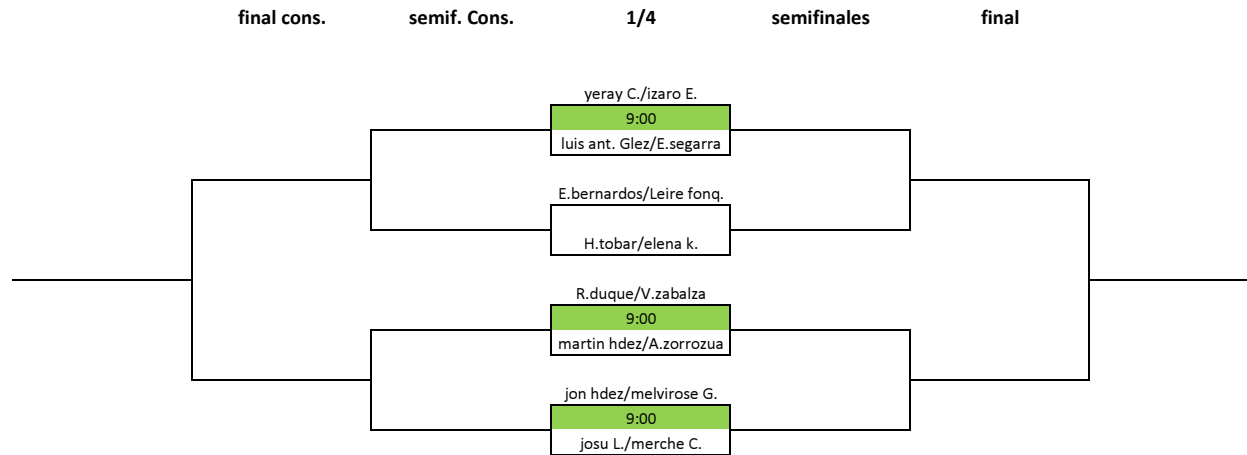 final cons. semif. Cons. 1/4 semifinales final
yeray C./izaro E.
9:00
luis ant. Glez/E.segarra
E.bernardos/Leire fonq.
H.tobar/elena k.
R.duque/V.zabalza
9:00
martin hdez/A.zorrozua
jon hdez/melvirose G.
9:00
josu L./merche C.